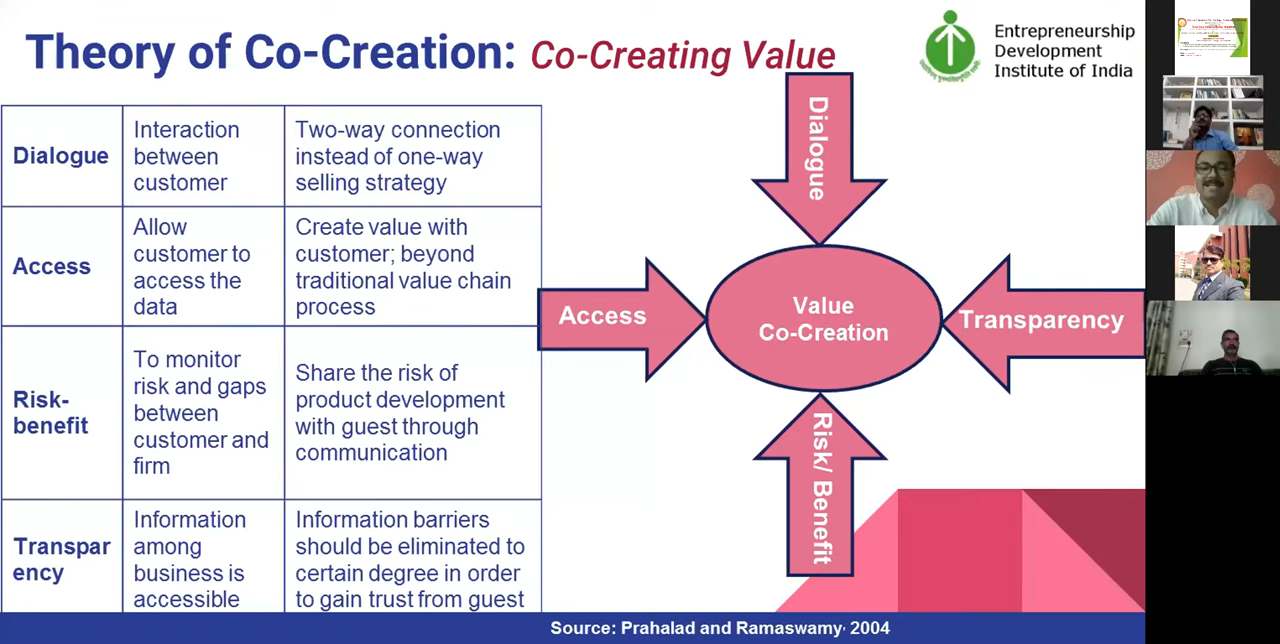 Theory of Co-Creation: Co-Creating Value
Entrepreneurship
Development
Institute of India
Dialogue
Interaction
between
customer
Two-way connection
instead of one-way
selling strategy
Access
Allow
customer to
access the
data
Create value with
customer; beyond
traditional value chain
process
Risk-
benefit
To monitor
risk and gaps
between
customer and
firm
Share the risk of
product development
with guest through
communication
Transpar
ency
Information
among
business is
accessible
Information barriers
should be eliminated to
certain degree in order
to gain trust from guest
Dialogue
Access
Value
Co-Creation
Transparency
Risk/ Benefit
Source: Prahalad and Ramaswamy, 2004